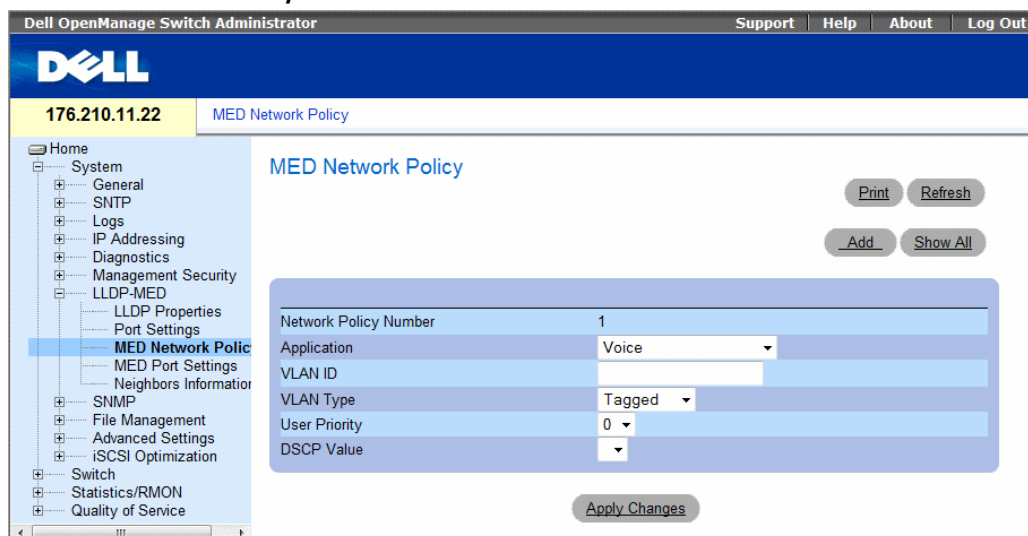 Dell OpenManage Switch Administrator Support Help About Log Out
DELL
176.210.11.22 MED Network Policy
Home
System
General
SNTP
Logs
IP Addressing
Diagnostics
Management Security
LLDP-MED
LLDP Properties
Port Settings
MED Network Polic
MED Port Settings
Neighbors Information
SNMP
File Management
Advanced Settings
iSCSI Optimization
Switch
Statistics/RMON
Quality of Service
MED Network Policy
Print Refresh
Add Show All
Network Policy Number 1
Application Voice
VLAN ID
VLAN Type Tagged
User Priority 0
DSCP Value
Apply Changes